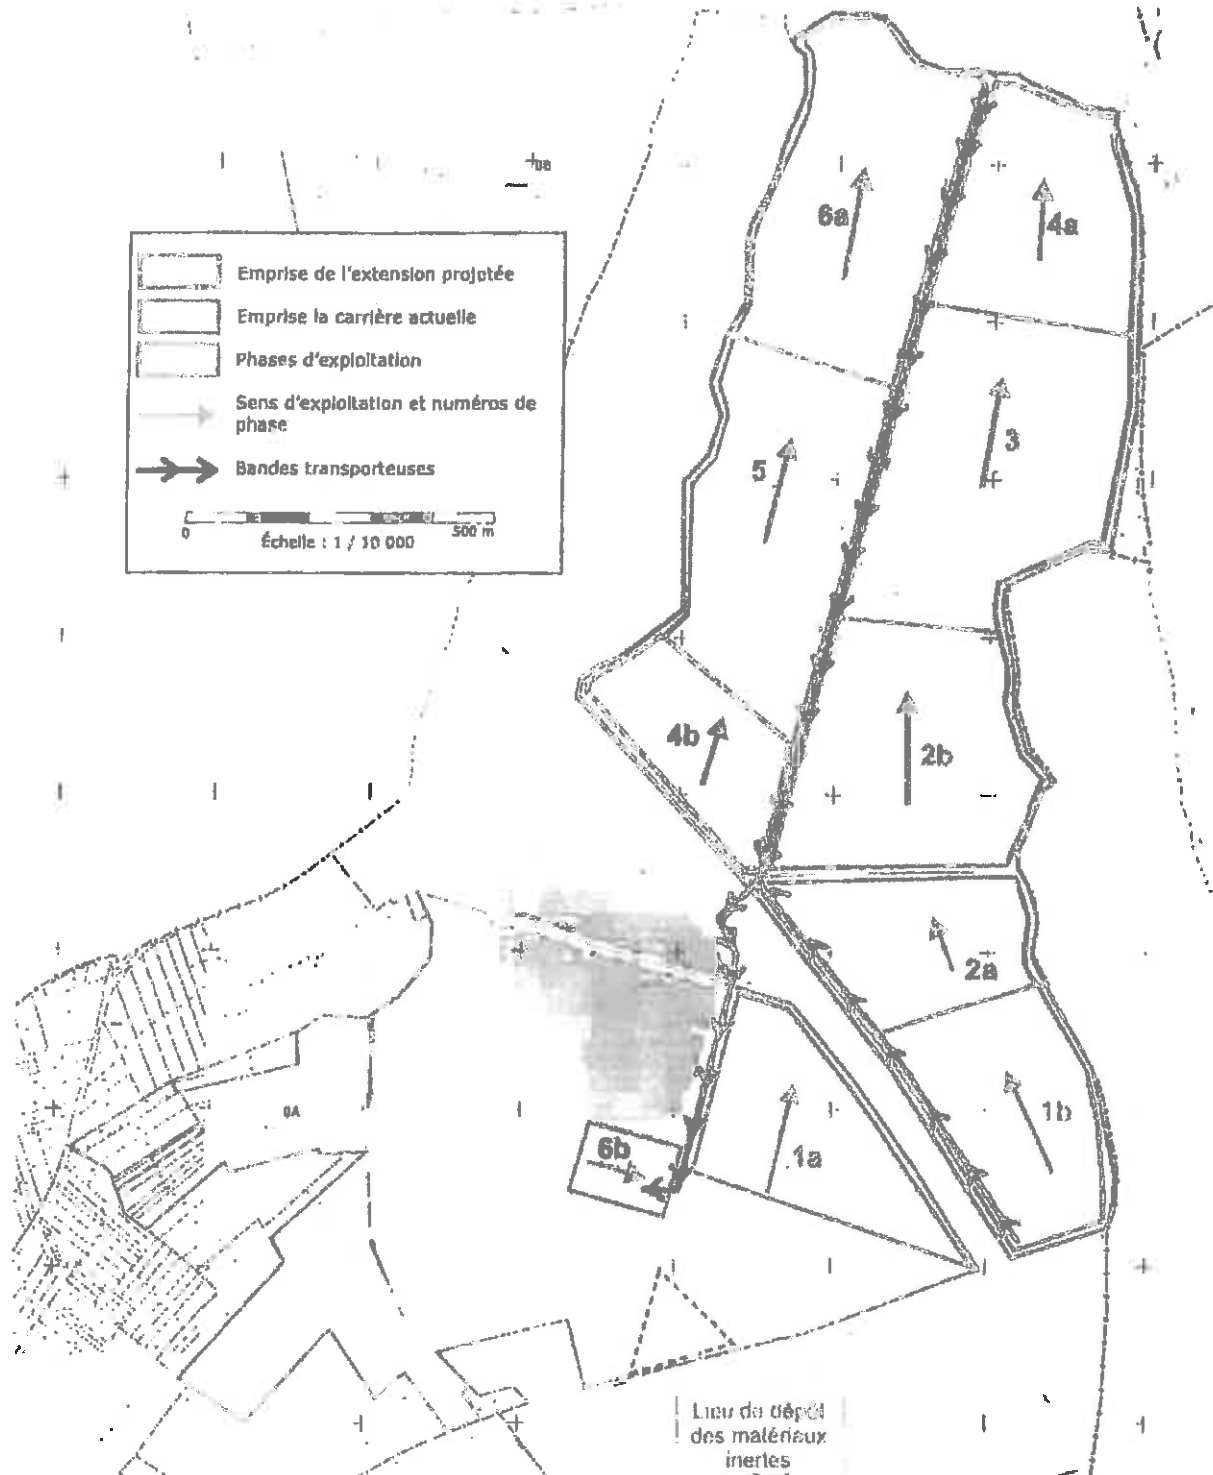 6a
4a
Emprise de l'extension projetée
Emprise la carrière actuelle
Phases d'exploitation
Sens d'exploitation et numéros de
phase
Bandes transporteuses
0
500 m
Échelle : 1 / 10 000
5
3
4b
2b
2a
0A
6b
1a
1b
Lieu de dépôt
des matériaux
inertes